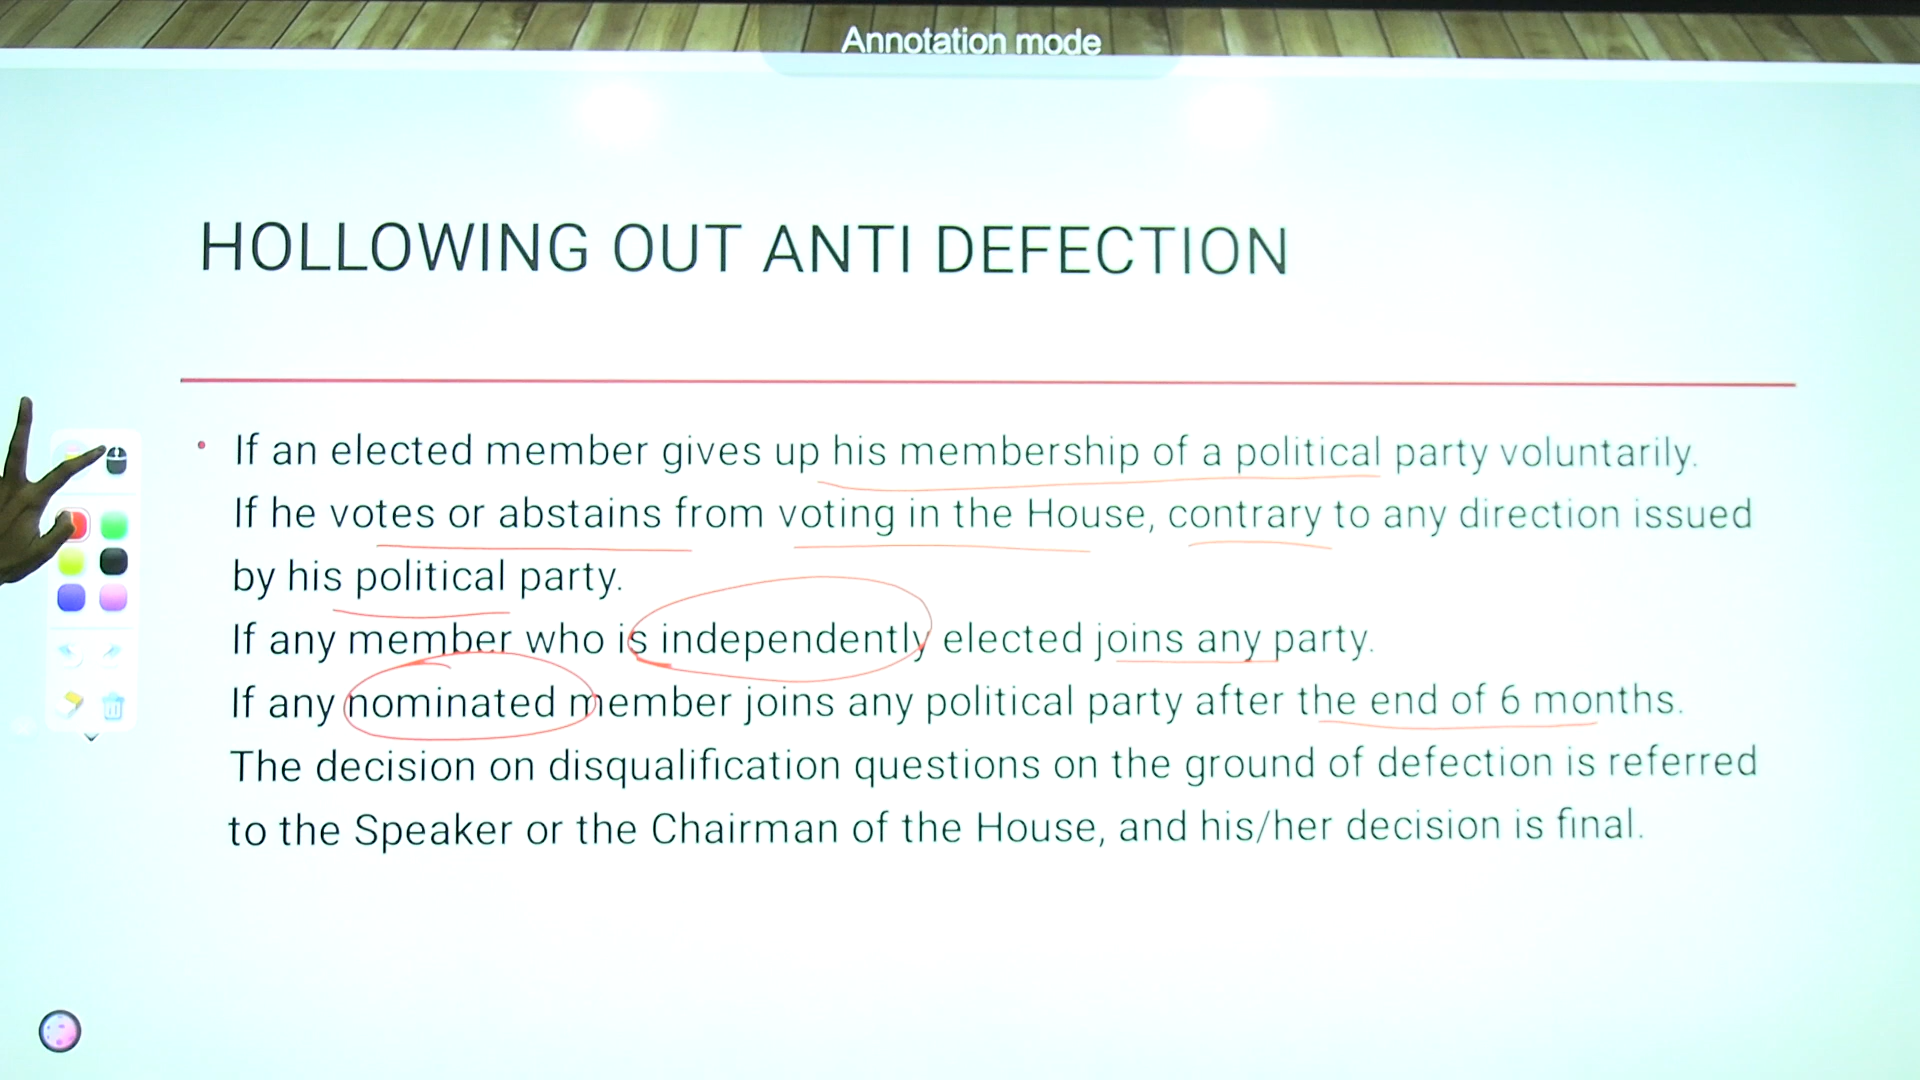 Annotation mode
HOLLOWING OUT ANTI DEFECTION
• If an elected member gives up his membership of a political party voluntarily.
If he votes or abstains from voting in the House, contrary to any direction issued
by his political party.
If any member who is independently elected joins any party.
If any nominated member joins any political party after the end of 6 months.
The decision on disqualification questions on the ground of defection is referred
to the Speaker or the Chairman of the House, and his/her decision is final.